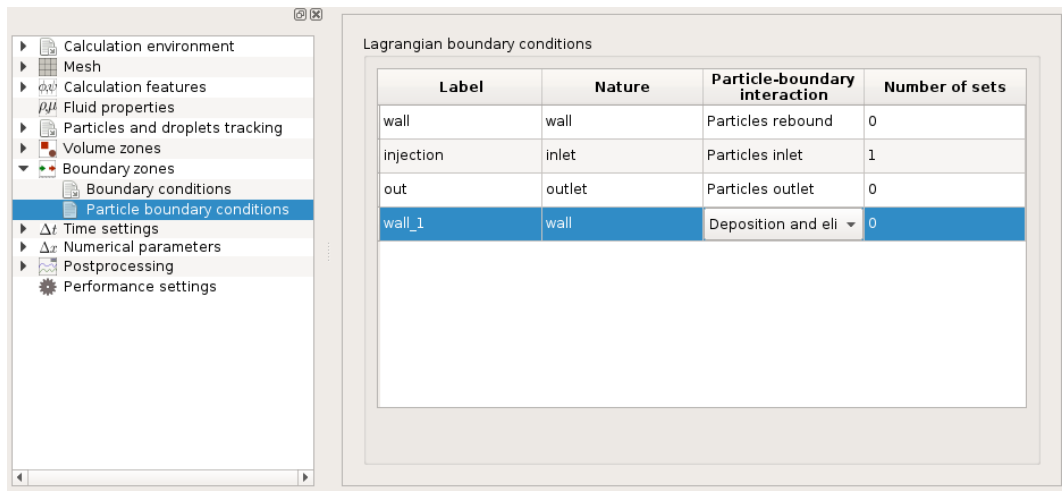 Calculation environment
Mesh
Calculation features
Fluid properties
Particles and droplets tracking
Volume zones
Boundary zones
Boundary conditions
Particle boundary conditions
Δt Time settings
Δx Numerical parameters
Postprocessing
Performance settings
Lagrangian boundary conditions
Label Nature Particle-boundary interaction Number of sets
wall wall Particles rebound 0
injection inlet Particles inlet 1
out outlet Particles outlet 0
wall_1 wall Deposition and eli 0